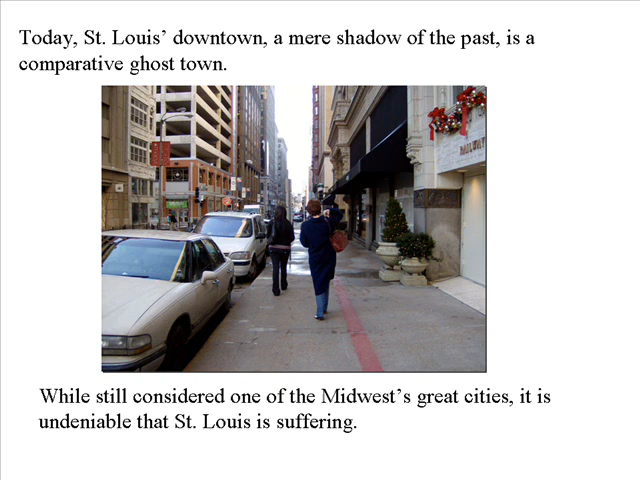 Today, St. Louis' downtown, a mere shadow of the past, is a
comparative ghost town.
RAILWAY
While still considered one of the Midwest's great cities, it is
undeniable that St. Louis is suffering.